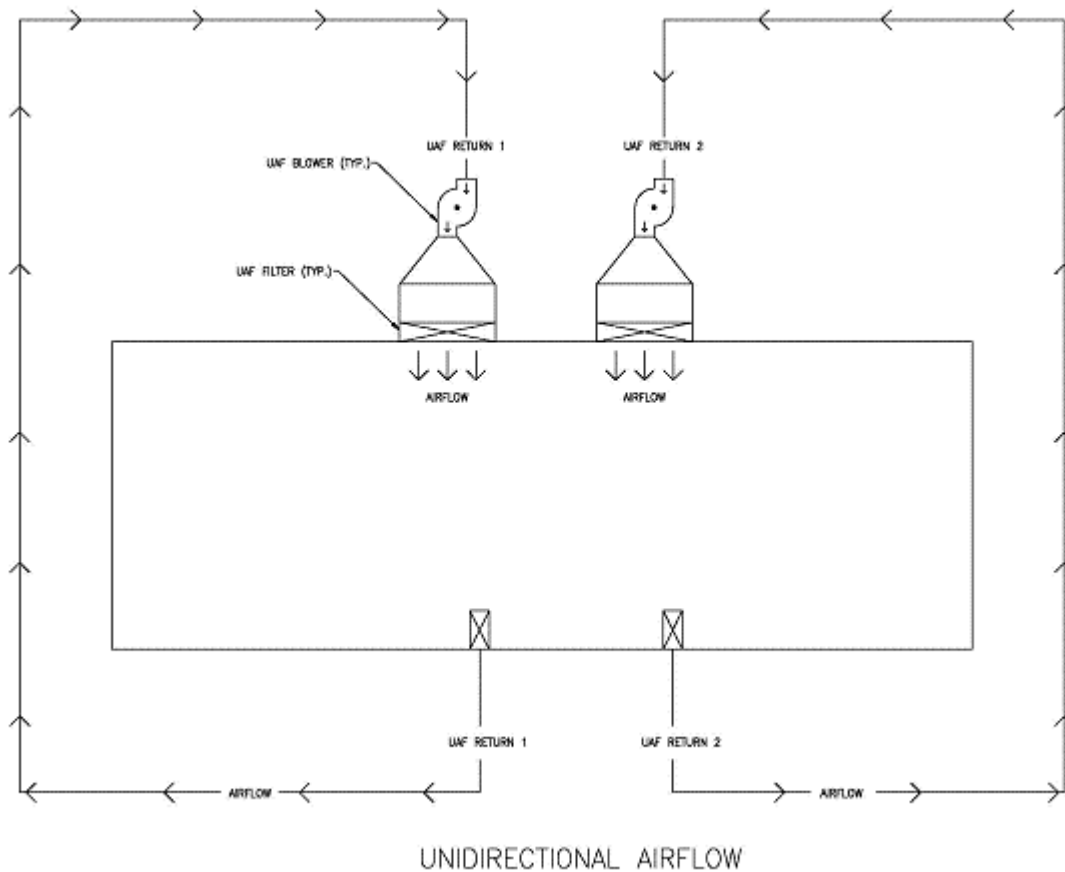 UAF RETURN 1
UAF RETURN 2
UAF BLOWER (TYP.)
UAF FILTER (TYP.)
AIRFLOW
AIRFLOW
UAF RETURN 1
UAF RETURN 2
AIRFLOW
AIRFLOW
UNIDIRECTIONAL AIRFLOW